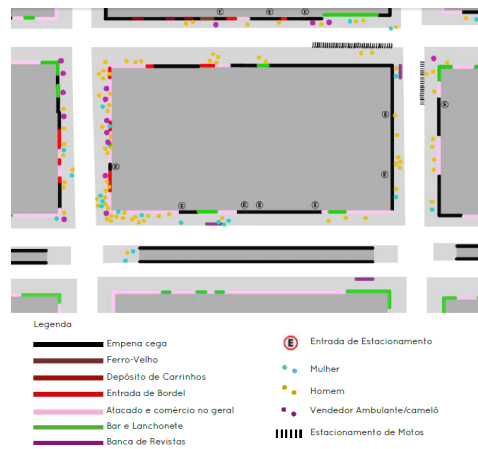 E
E
E
E
E
E
E
E
E
E
E
E
Legenda
Empena cega
Ferro-Velho
Depósito de Carrinhos
Entrada de Bordel
Atacado e comércio no geral
Bar e Lanchonete
Banca de Revistas
E Entrada de Estacionamento
Mulher
Homem
Vendedor Ambulante/camelô
Estacionamento de Motos